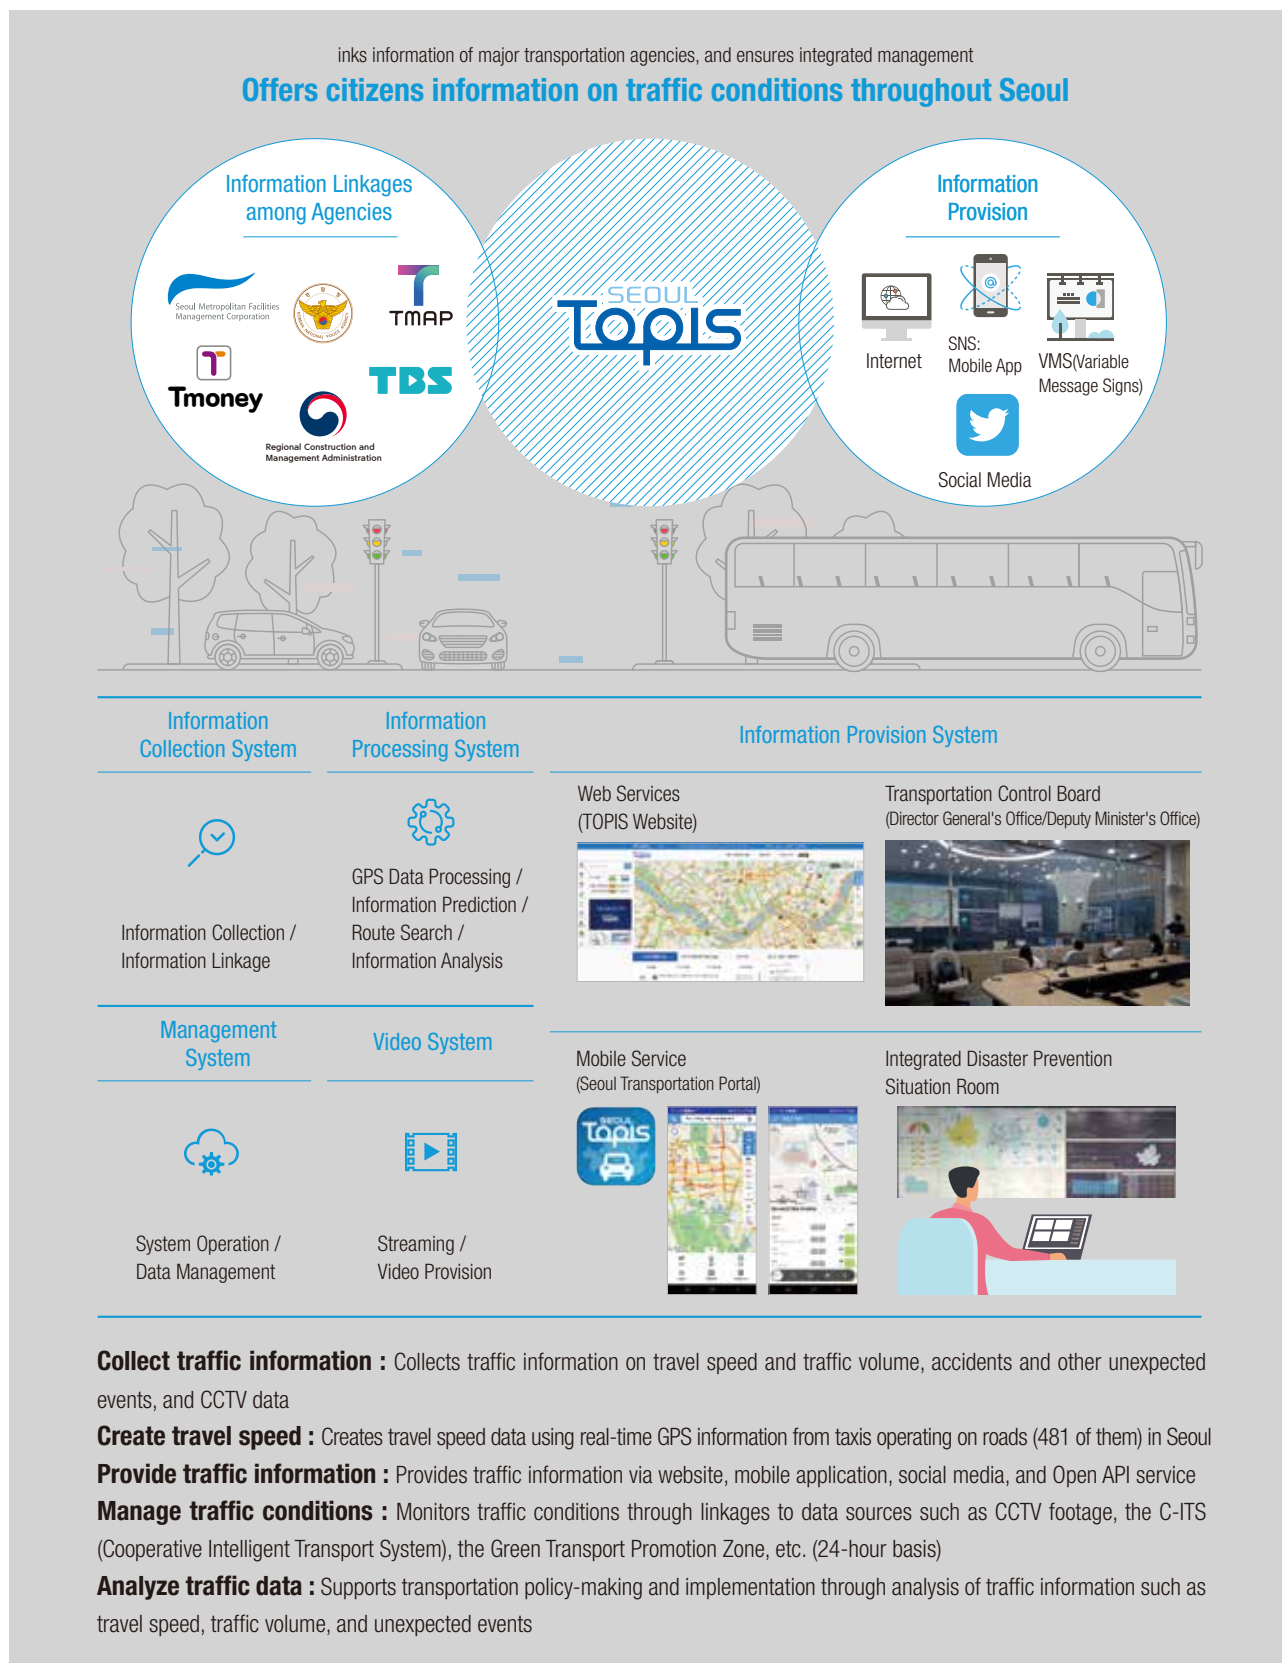 inks information of major transportation agencies, and ensures integrated management
Offers citizens information on traffic conditions throughout Seoul
Information Linkages
among Agencies
Seoul Metropolitan Facilities
Management Corporation
KOREAN NATIONAL POLICE AGENCY
TMAP
Tmoney
TBS
Regional Construction and
Management Administration
SEOUL
TOPIS
Information
Provision
Internet
SNS:
Mobile App
VMS(Variable
Message Signs)
Social Media
Information
Collection System
Information Collection /
Information Linkage
Information
Processing System
GPS Data Processing /
Information Prediction /
Route Search /
Information Analysis
Management
System
System Operation /
Data Management
Video System
Streaming /
Video Provision
Information Provision System
Web Services
(TOPIS Website)
Transportation Control Board
(Director General's Office/Deputy Minister's Office)
Mobile Service
(Seoul Transportation Portal)
SEOUL
TOPIS
Integrated Disaster Prevention
Situation Room
Collect traffic information : Collects traffic information on travel speed and traffic volume, accidents and other unexpected
events, and CCTV data
Create travel speed : Creates travel speed data using real-time GPS information from taxis operating on roads (481 of them) in Seoul
Provide traffic information : Provides traffic information via website, mobile application, social media, and Open API service
Manage traffic conditions : Monitors traffic conditions through linkages to data sources such as CCTV footage, the C-ITS
(Cooperative Intelligent Transport System), the Green Transport Promotion Zone, etc. (24-hour basis)
Analyze traffic data : Supports transportation policy-making and implementation through analysis of traffic information such as
travel speed, traffic volume, and unexpected events